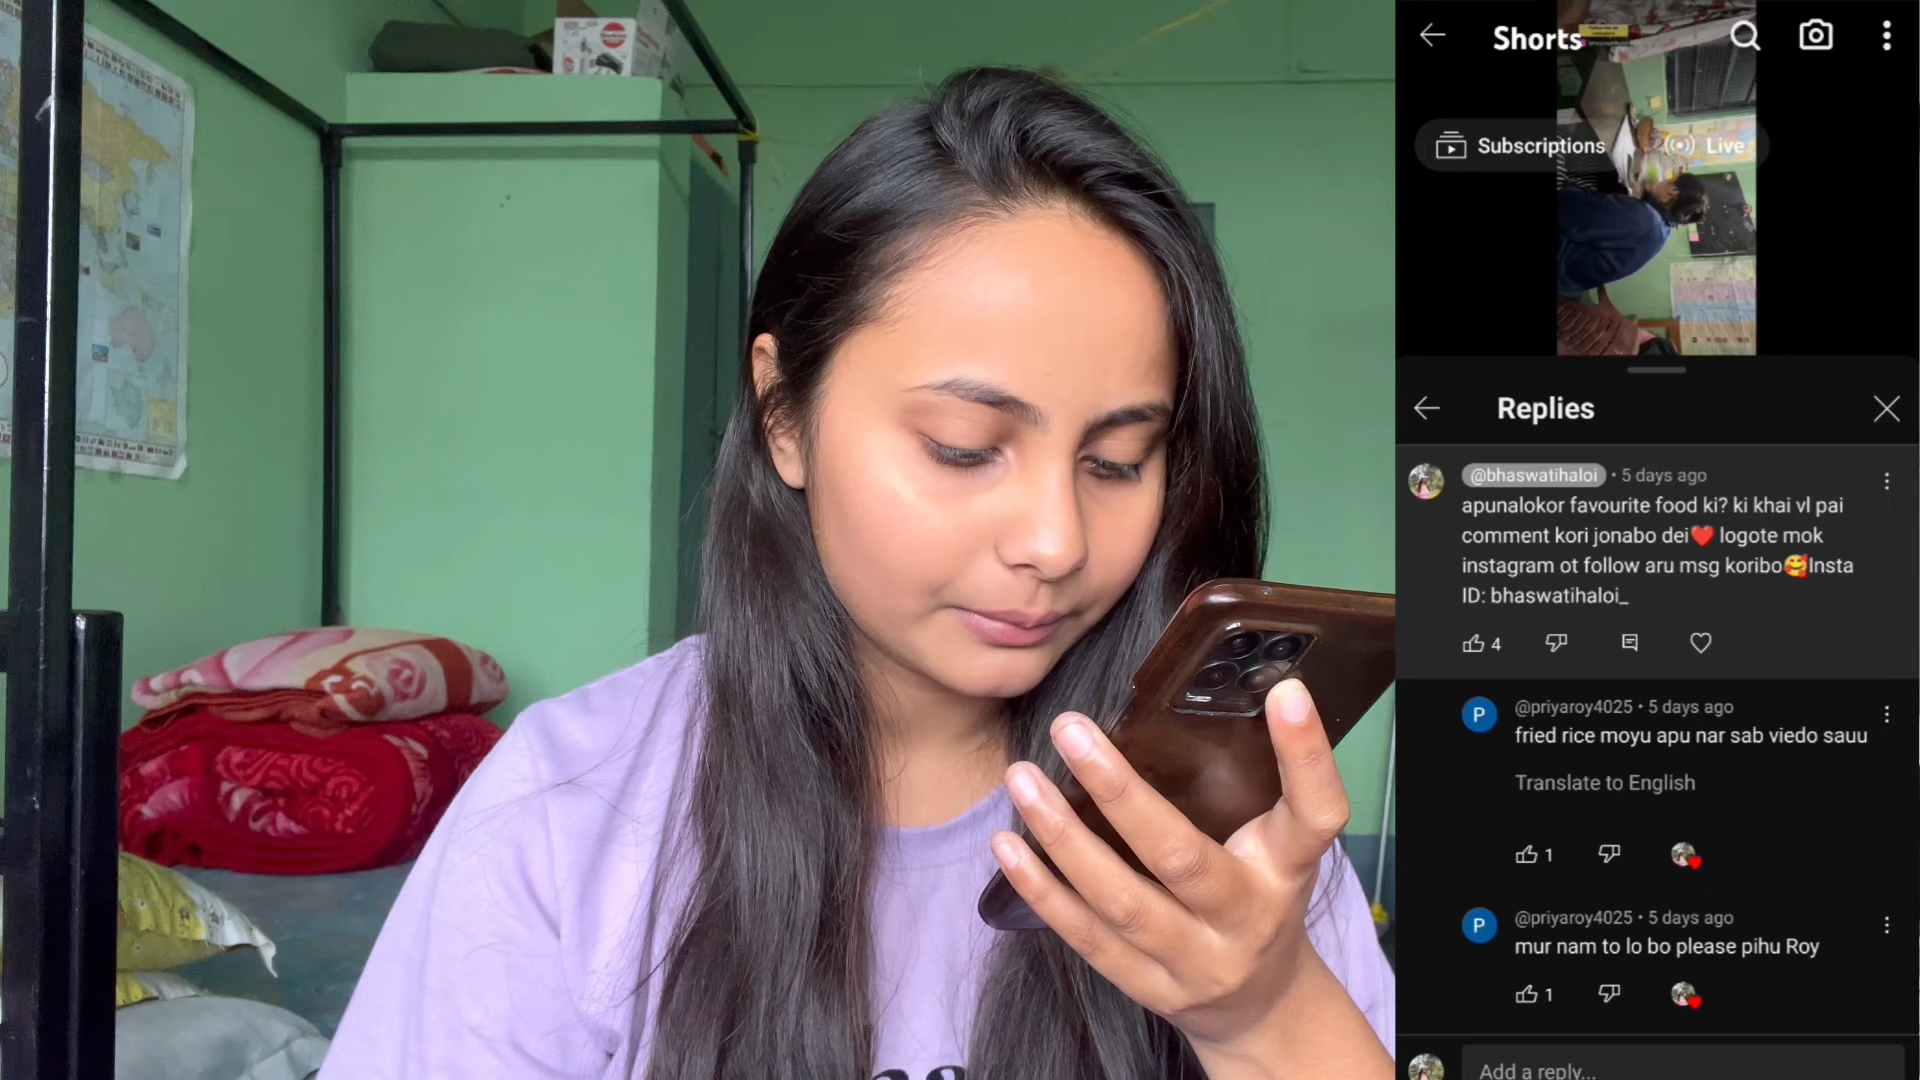 Shorts
Subscriptions
Live
Replies
@bhaswatihaloi • 5 days ago
apunalokor favourite food ki? ki khai vl pai
comment kori jonabo dei❤️ logote mok
instagram ot follow aru msg koribo🥰Insta
ID: bhaswatihaloi_
4
P
@priyaroy4025 • 5 days ago
fried rice moyu apu nar sab viedo sauu
Translate to English
1
P
@priyaroy4025 • 5 days ago
mur nam to lo bo please pihu Roy
1
Add a reply...